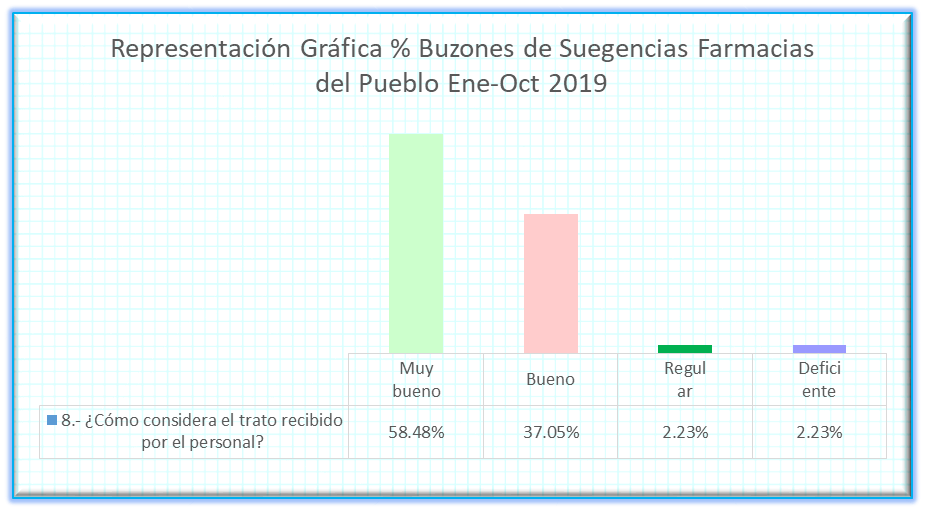 Representación Gráfica % Buzones de Suegencias Farmacias
del Pueblo Ene-Oct 2019
Muy
bueno
Bueno
Regul
ar
Defici
ente
8.- ¿Cómo considera el trato recibido
por el personal?
58.48%
37.05%
2.23%
2.23%